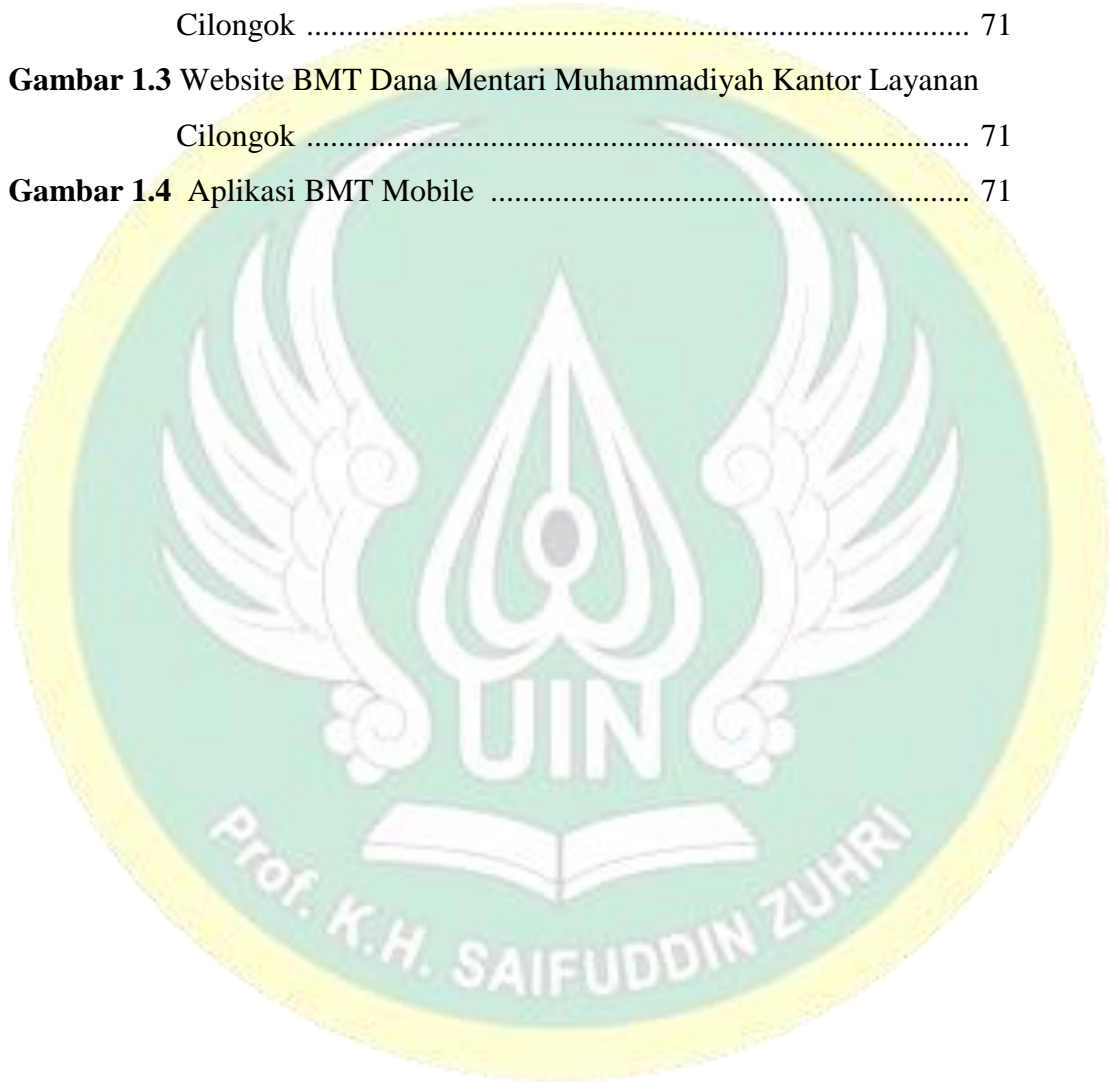 Cilongok .................................................................................. 71
Gambar 1.3 Website BMT Dana Mentari Muhammadiyah Kantor Layanan
Cilongok .................................................................................. 71
Gambar 1.4 Aplikasi BMT Mobile ........................................................... 71
UIN
Prof. K.H. SAIFUDDIN ZUHRI